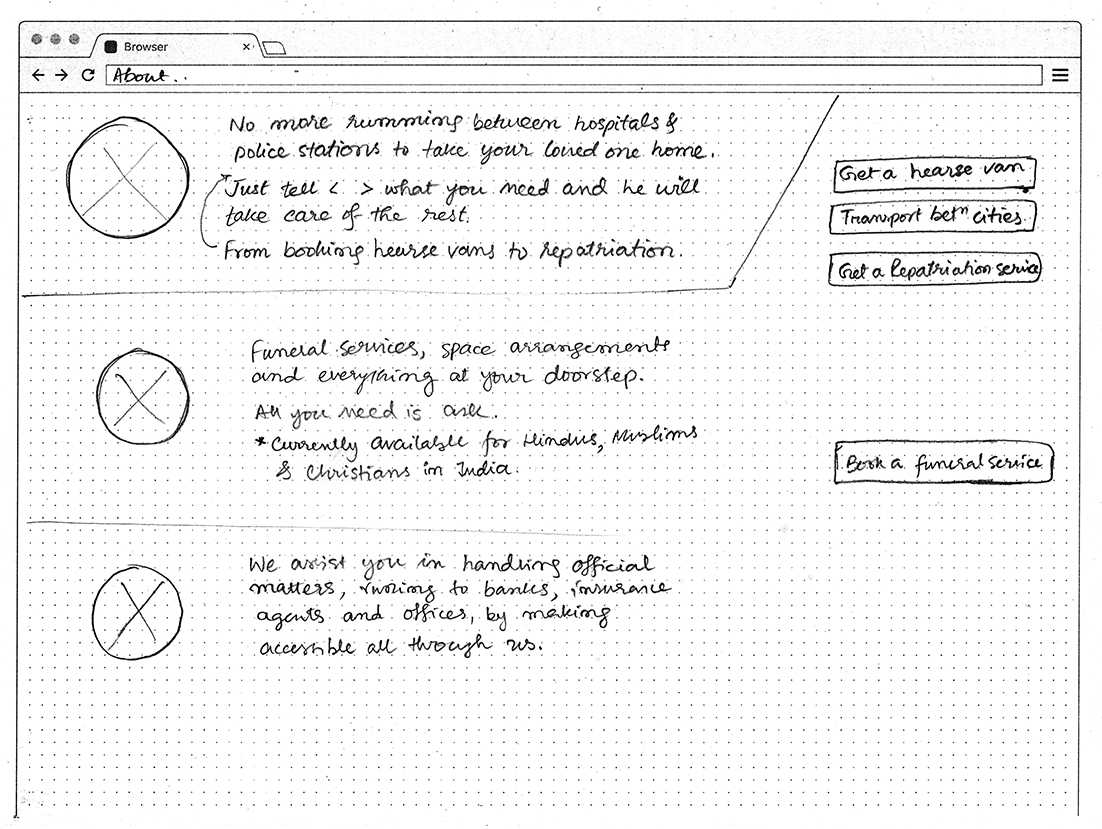 Browser
About..
No more running between hospitals &
police stations to take your loved one home.
Just tell < > what you need and he will
take care of the rest.
From booking hearse vans to repatriation.
Get a hearse van
Transport betn cities.
Get a Repatriation service
Funeral services, space arrangements
and everything at your doorstep.
All you need is ask.
*Currently available for Hindus, Muslims
& Christians in India.
Book a funeral service
We assist you in handling official
matters, to banks, insurance
agents and offices, by making
accessible all through us.